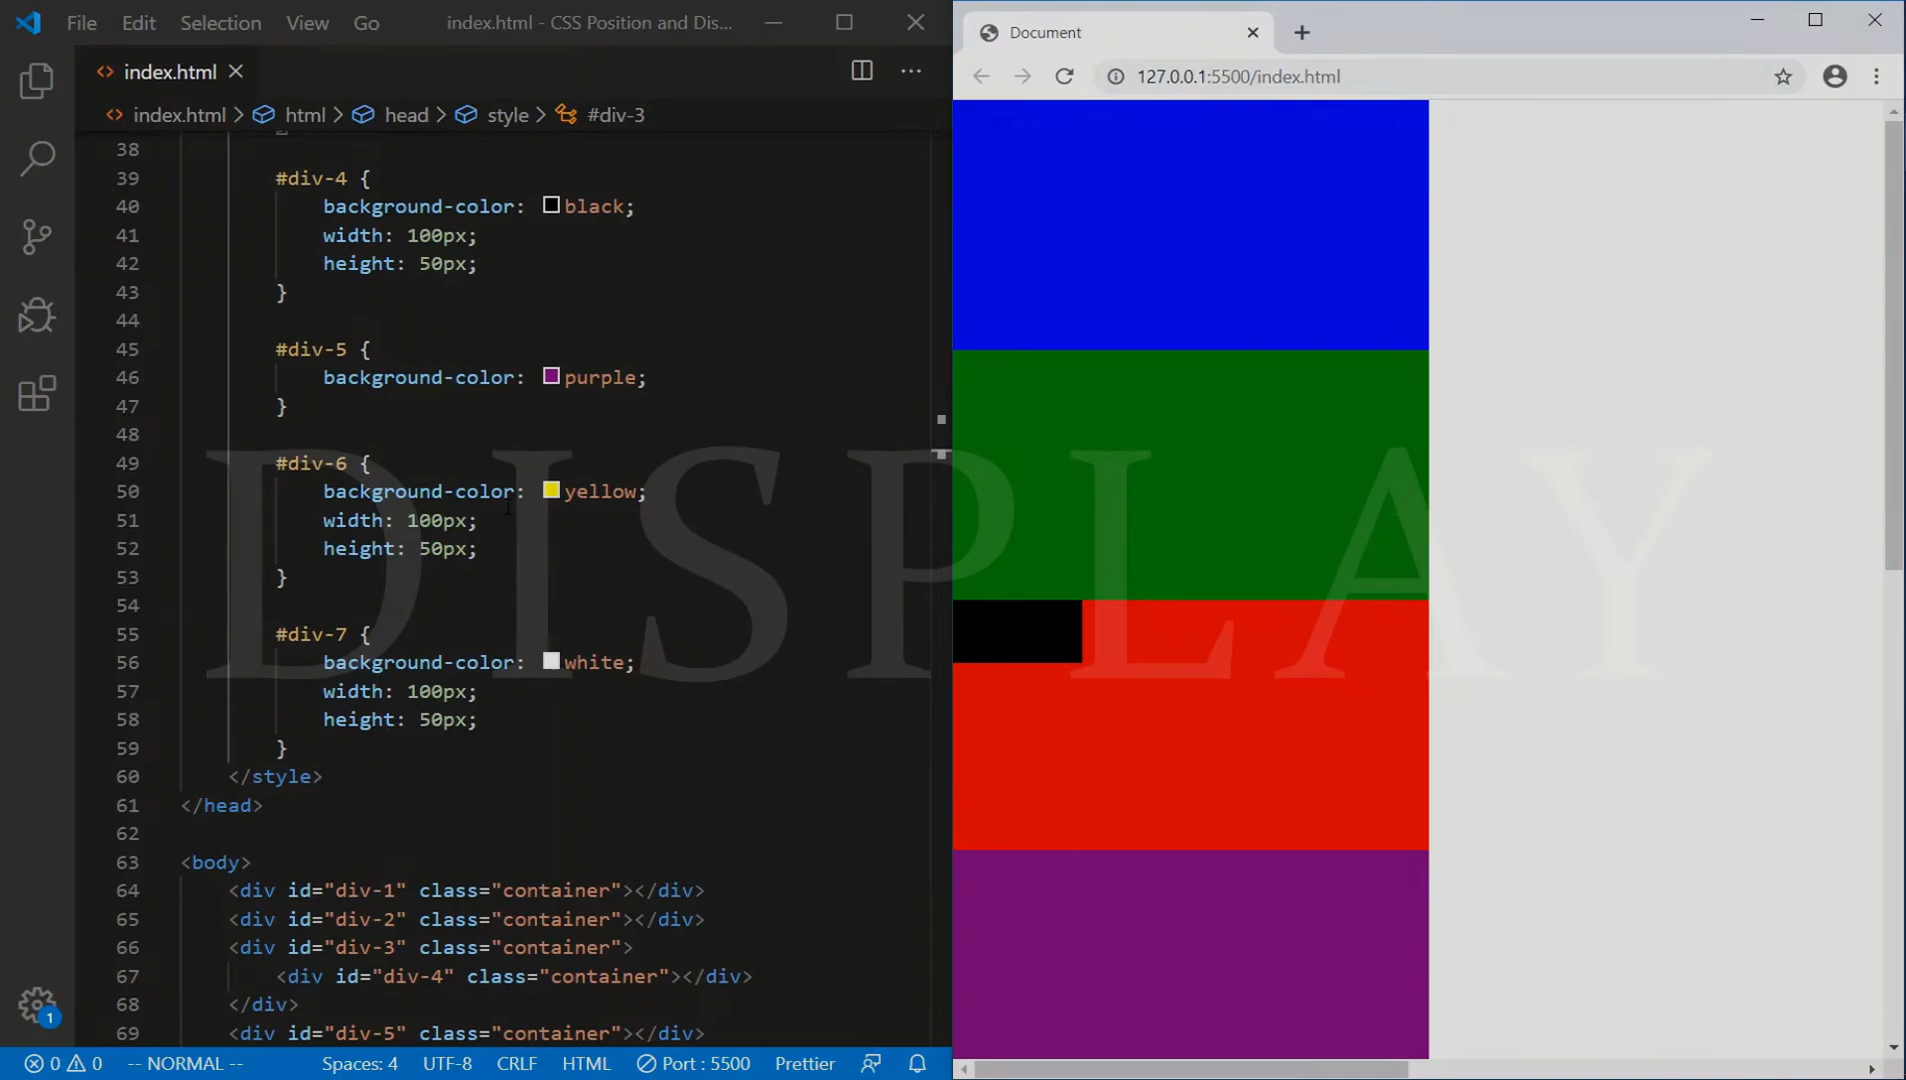 File Edit Selection View Go index.html - CSS Position and Dis...
index.html
index.html > html > head > style > #div-3
38
39 #div-4 {
40 background-color: black;
41 width: 100px;
42 height: 50px;
43 }
44
45 #div-5 {
46 background-color: purple;
47 }
48
49 #div-6 {
50 background-color: yellow;
51 width: 100px;
52 height: 50px;
53 }
54
55 #div-7 {
56 background-color: white;
57 width: 100px;
58 height: 50px;
59 }
60 </style>
61 </head>
62
63 <body>
64 <div id="div-1" class="container"></div>
65 <div id="div-2" class="container"></div>
66 <div id="div-3" class="container">
67 <div id="div-4" class="container"></div>
68 </div>
69 <div id="div-5" class="container"></div>
1
0 0 -- NORMAL -- Spaces: 4 UTF-8 CRLF HTML Port : 5500 Prettier
Document
127.0.0.1:5500/index.html
DISPLAY